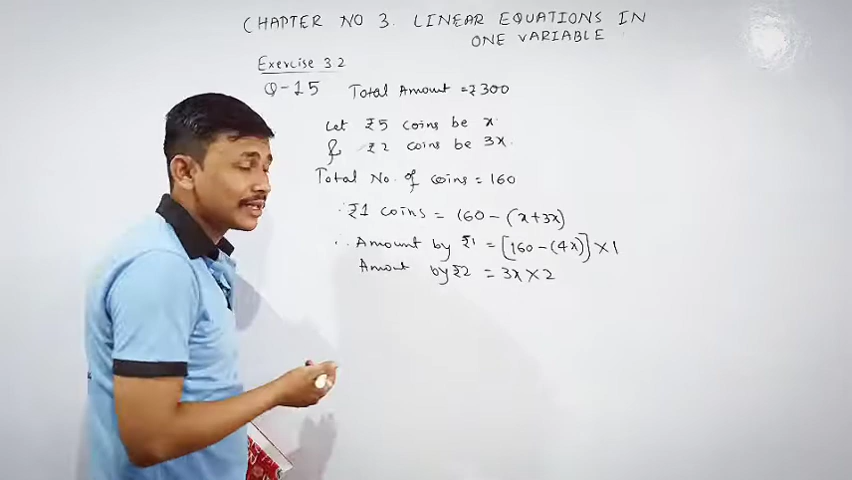 CHAPTER NO 3. LINEAR EQUATIONS IN
ONE VARIABLE
Exercise 3.2
Q-15 Total Amount = ₹300
Let ₹5 coins be x.
& ₹2 coins be 3x.
Total No. of coins = 160
∴ ₹1 coins = 160 - (x+3x)
∴ Amount by ₹1 = [160-(4x)] × 1
Amout by ₹2 = 3x × 2